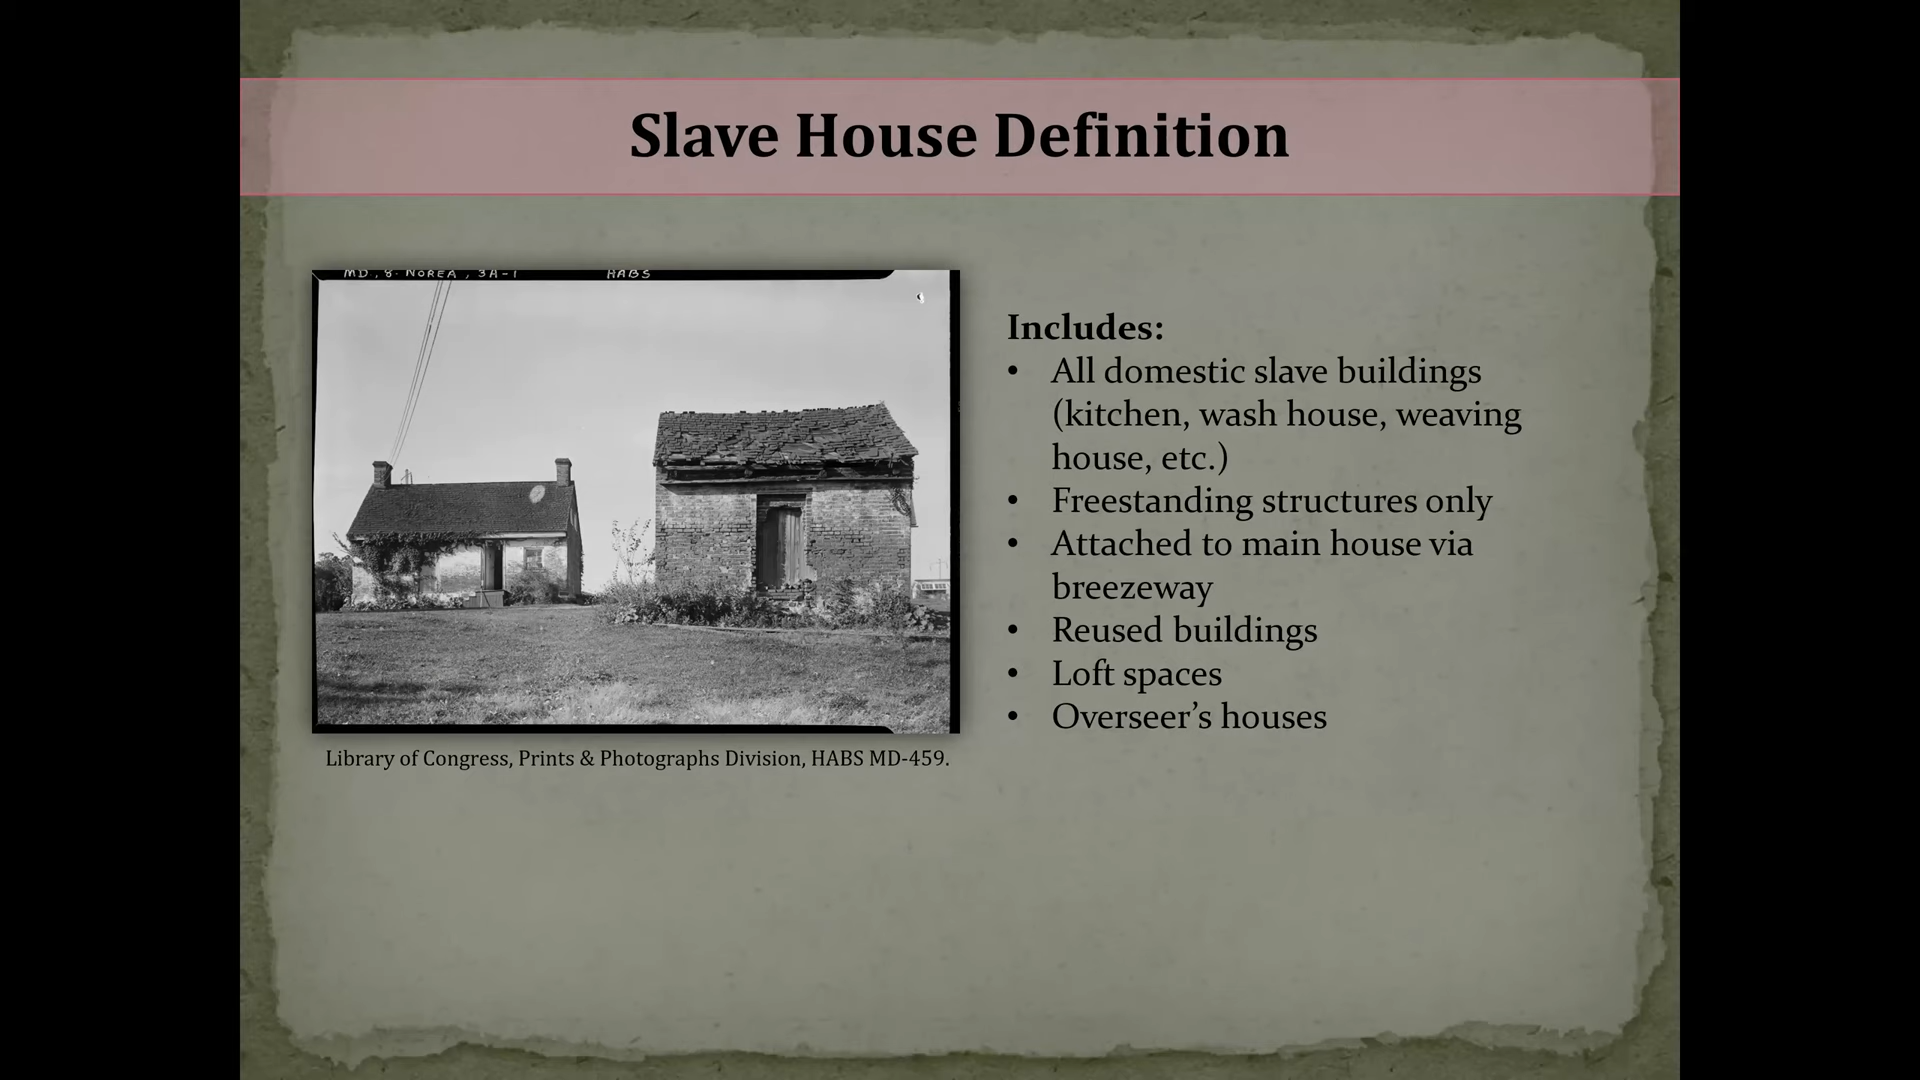 Slave House Definition
MD., 8- NOREA, 3A-1 HABS
Includes:
• All domestic slave buildings
(kitchen, wash house, weaving
house, etc.)
• Freestanding structures only
• Attached to main house via
breezeway
• Reused buildings
• Loft spaces
• Overseer’s houses
Library of Congress, Prints & Photographs Division, HABS MD-459.